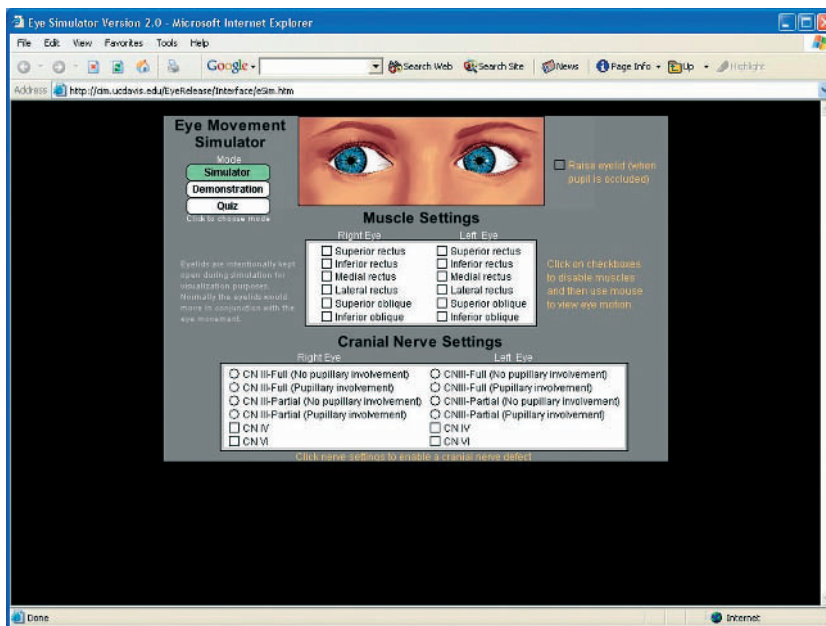 Eye Simulator Version 2.0 - Microsoft Internet Explorer
File Edit View Favorites Tools Help
Google Search Web Search Site News Page Info Up Highlight
Address http://cim.ucdavis.edu/EyeRelease/Interface/eSim.htm
Eye Movement
Simulator
Mode
Simulator
Demonstration
Quiz
Click to choose mode
Raise eyelid (when
pupil is occluded)
Muscle Settings
Right Eye Left Eye
Superior rectus Superior rectus
Inferior rectus Inferior rectus
Medial rectus Medial rectus
Lateral rectus Lateral rectus
Superior oblique Superior oblique
Inferior oblique Inferior oblique
Eyelids are intentionally kept
open during simulation for
visualization purposes.
Normally the eyelids would
move in conjunction with the
eye movement.
Click on checkboxes
to disable muscles
and then use mouse
to view eye motion.
Cranial Nerve Settings
Right Eye Left Eye
CN III-Full (No pupillary involvement) CNIII-Full (No pupillary involvement)
CN III-Full (Pupillary involvement) CNIII-Full (Pupillary involvement)
CN III-Partial (No pupillary involvement) CNIII-Partial (No pupillary involvement)
CN III-Partial (Pupillary involvement) CNIII-Partial (Pupillary involvement)
CN IV CN IV
CN VI CN VI
Click nerve settings to enable a cranial nerve defect
Done Internet